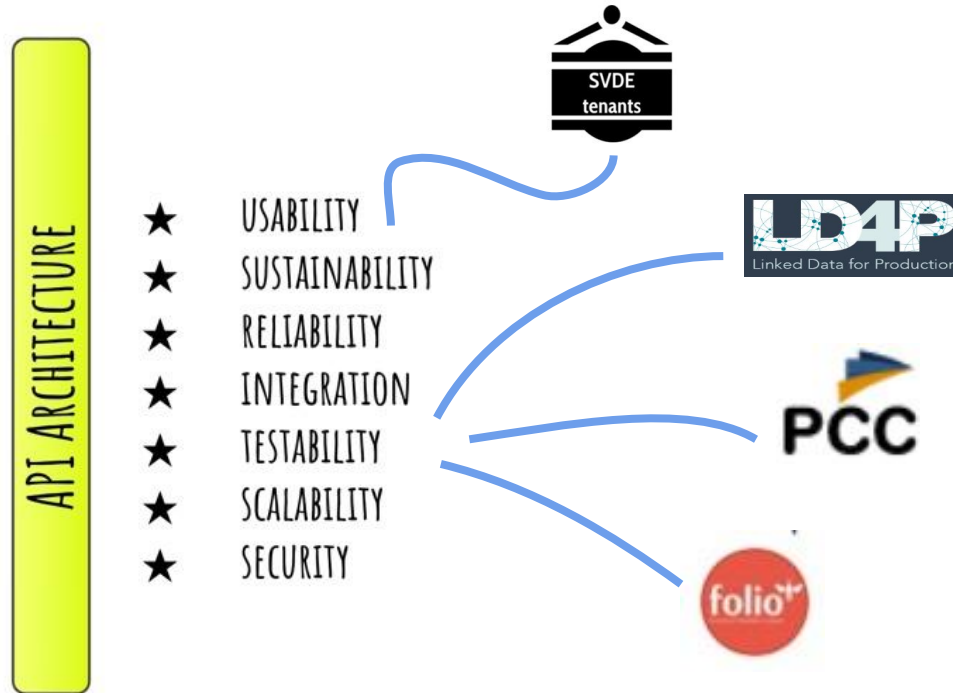 API ARCHITECTURE
SVDE
tenants
★ USABILITY
★ SUSTAINABILITY
★ RELIABILITY
★ INTEGRATION
★ TESTABILITY
★ SCALABILITY
★ SECURITY
LD4P
Linked Data for Production
PCC
folio